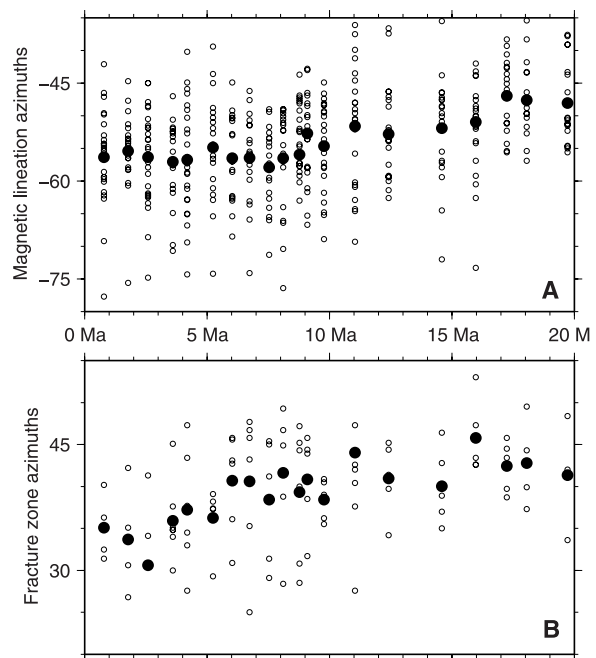 Magnetic lineation azimuths
−45
−60
−75
A
0 Ma 5 Ma 10 Ma 15 Ma 20 M
Fracture zone azimuths
45
30
B